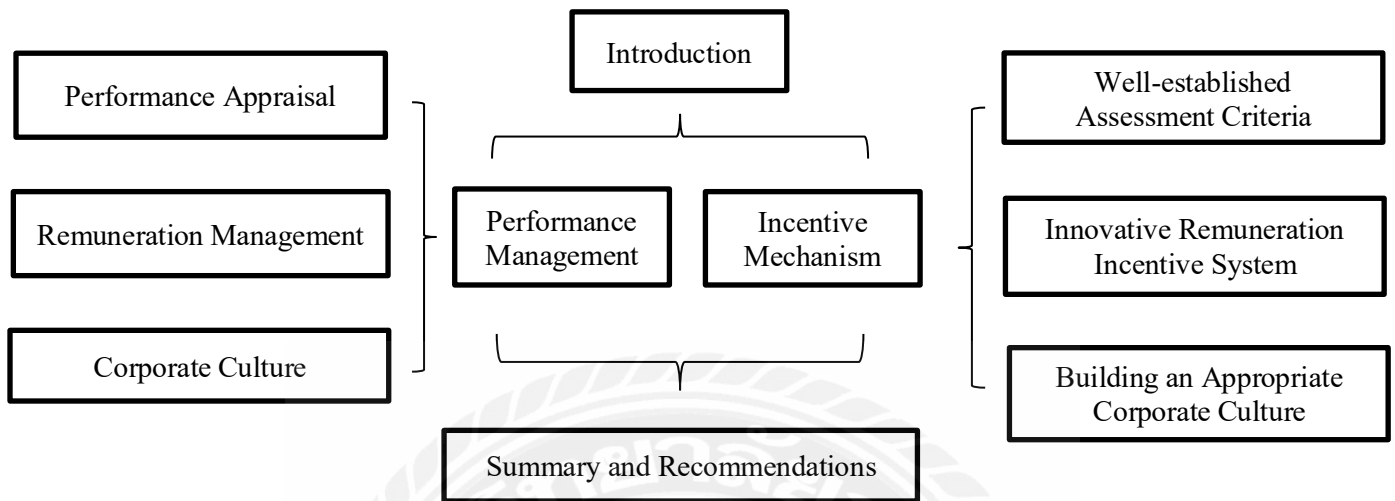 Introduction
Performance Appraisal
Remuneration Management
Corporate Culture
Performance
Management
Incentive
Mechanism
Well-established
Assessment Criteria
Innovative Remuneration
Incentive System
Building an Appropriate
Corporate Culture
Summary and Recommendations